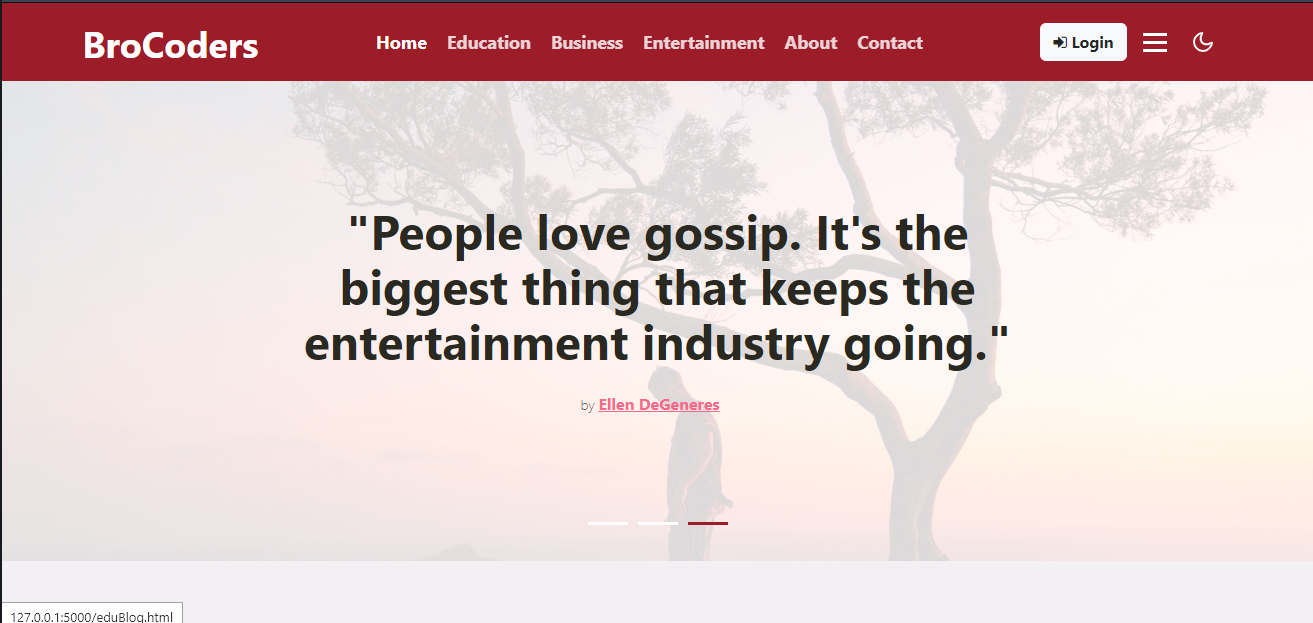 BroCoders
Home Education Business Entertainment About Contact
Login
"People love gossip. It's the
biggest thing that keeps the
entertainment industry going."
by Ellen DeGeneres
127.0.0.1:5000/eduBlog.html